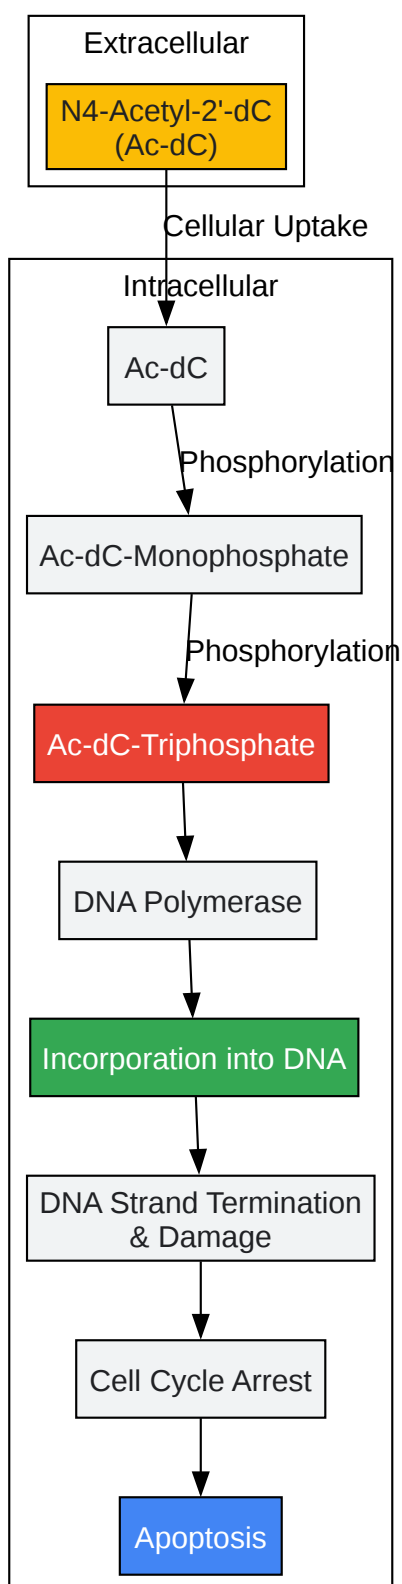 Extracellular
N4-Acetyl-2'-dC
(Ac-dC)
Cellular Uptake
Intracellular
Ac-dC
Phosphorylation
Ac-dC-Monophosphate
Phosphorylation
Ac-dC-Triphosphate
DNA Polymerase
Incorporation into DNA
DNA Strand Termination
& Damage
Cell Cycle Arrest
Apoptosis